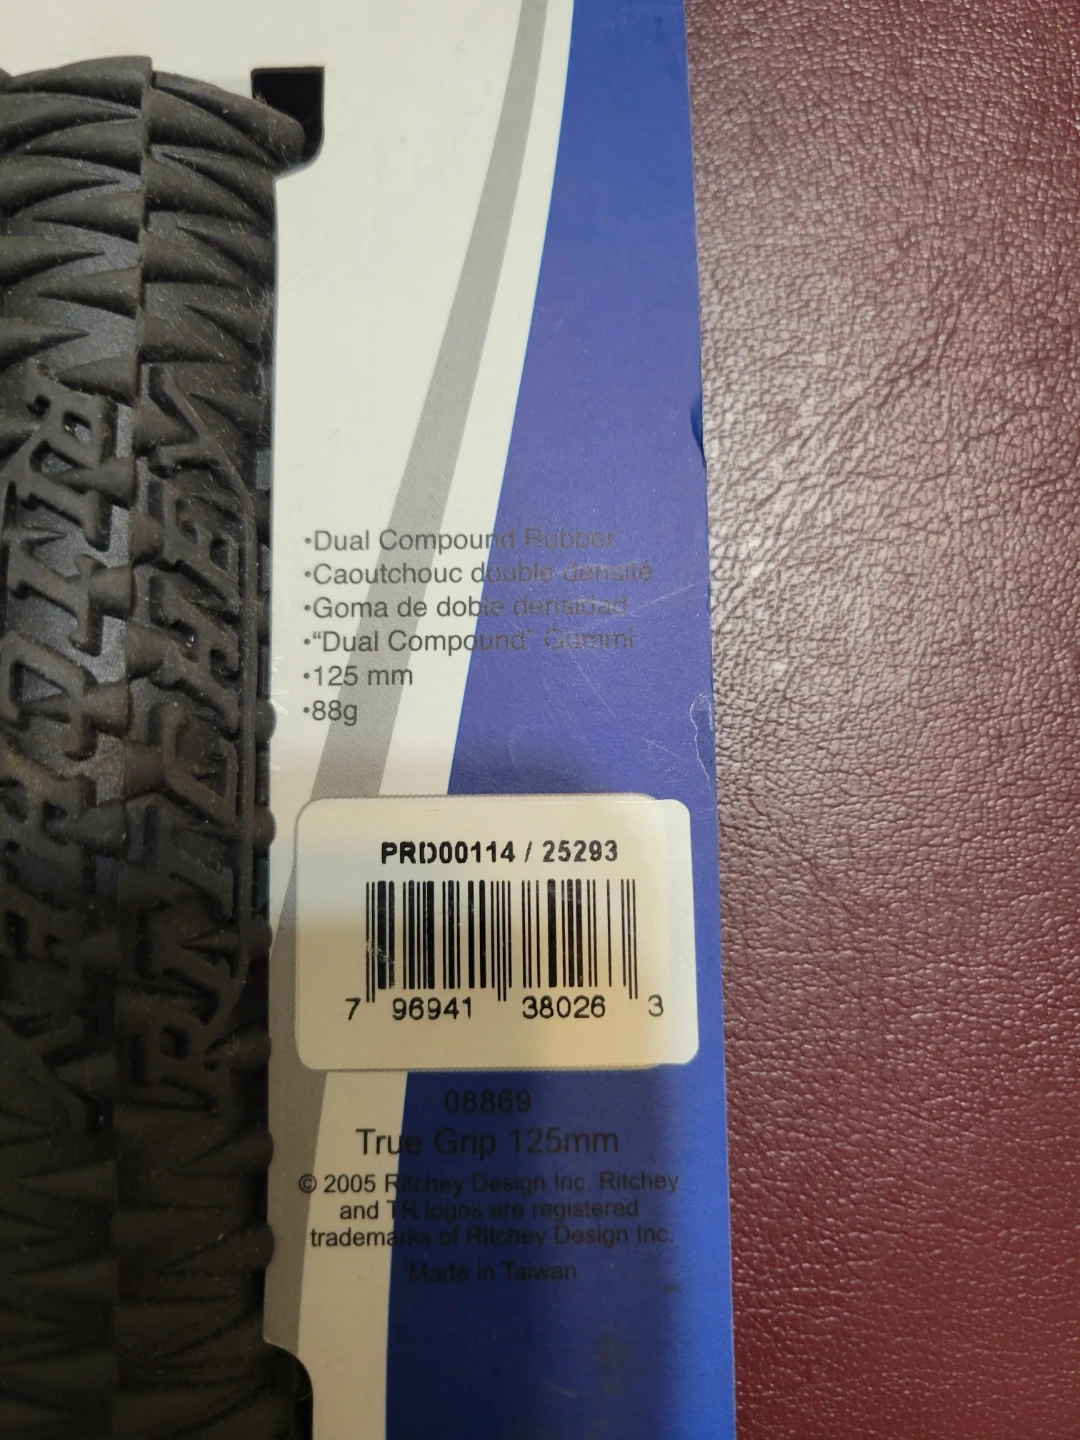 •Dual Compound Rubber
•Caoutchouc double densité
•Goma de doble densidad
•“Dual Compound” Gummi
•125 mm
•88g
PRD00114 / 25293
7 96941 38026 3
08869
True Grip 125mm
© 2005 Ritchey Design Inc. Ritchey
and TR logos are registered
trademarks of Ritchey Design Inc.
Made in Taiwan
RITCHEY